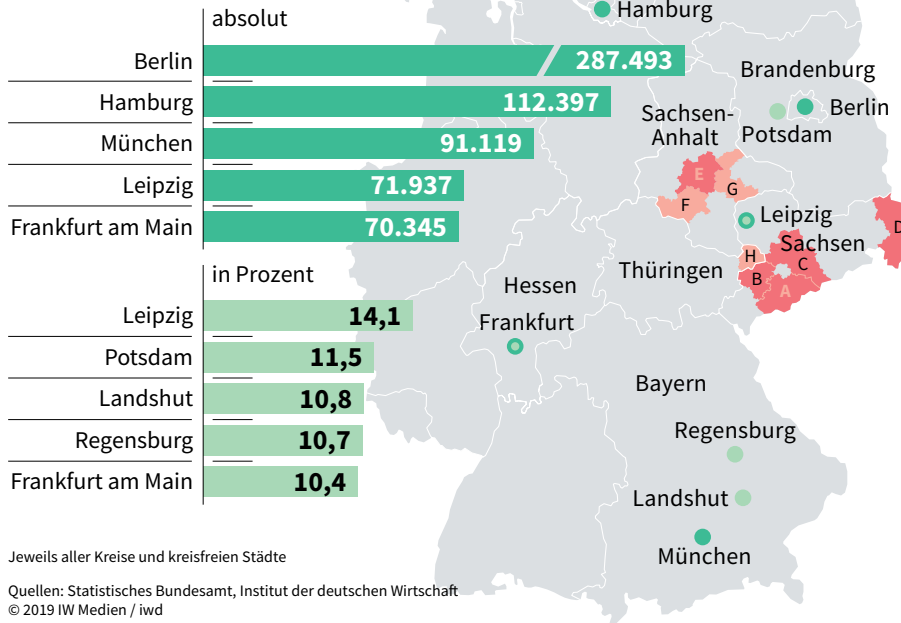 absolut
Berlin 287.493
Hamburg 112.397
München 91.119
Leipzig 71.937
Frankfurt am Main 70.345
in Prozent
Leipzig 14,1
Potsdam 11,5
Landshut 10,8
Regensburg 10,7
Frankfurt am Main 10,4
Hamburg
Brandenburg
Berlin
Potsdam
Sachsen-
Anhalt
E
G
F
Leipzig
Sachsen
D
H
C
B
A
Thüringen
Hessen
Frankfurt
Bayern
Regensburg
Landshut
München
Jeweils aller Kreise und kreisfreien Städte
Quellen: Statistisches Bundesamt, Institut der deutschen Wirtschaft
© 2019 IW Medien / iwd